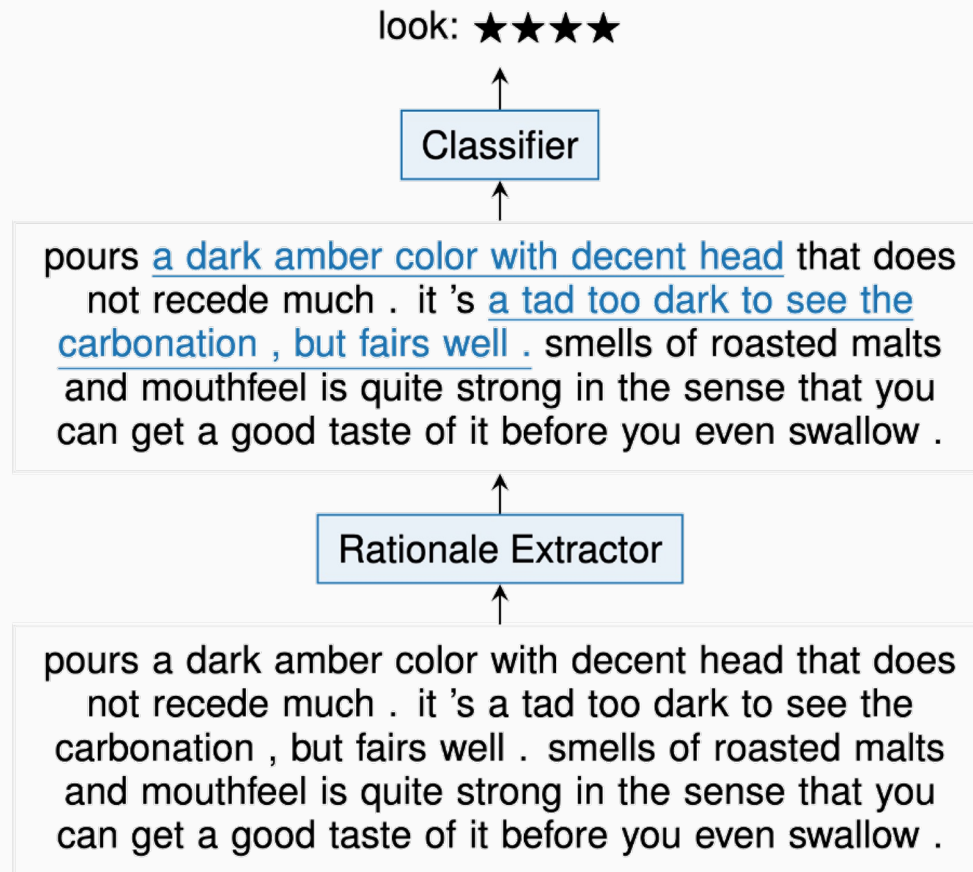 look: ★★★★
Classifier
pours a dark amber color with decent head that does
not recede much . it 's a tad too dark to see the
carbonation , but fairs well . smells of roasted malts
and mouthfeel is quite strong in the sense that you
can get a good taste of it before you even swallow .
Rationale Extractor
pours a dark amber color with decent head that does
not recede much . it 's a tad too dark to see the
carbonation , but fairs well . smells of roasted malts
and mouthfeel is quite strong in the sense that you
can get a good taste of it before you even swallow .